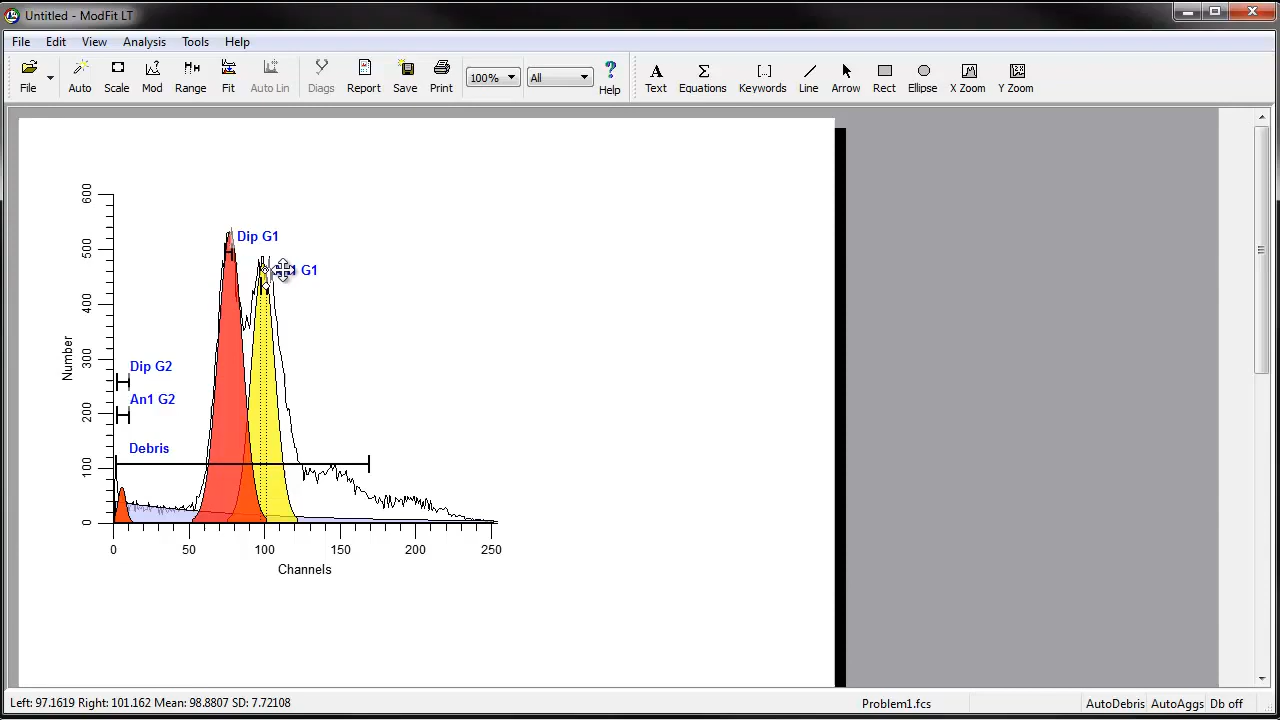 Untitled - ModFit LT
File Edit View Analysis Tools Help
File Auto Scale Mod Range Fit Auto Lin Diags Report Save Print 100% All Help Text Equations Keywords Line Arrow Rect Ellipse X Zoom Y Zoom
600
500
400
300
200
100
0
Number
Dip G1
G1
Dip G2
An1 G2
Debris
0 50 100 150 200 250
Channels
Left: 97.1619 Right: 101.162 Mean: 98.8807 SD: 7.72108 Problem1.fcs AutoDebris AutoAggs Db off